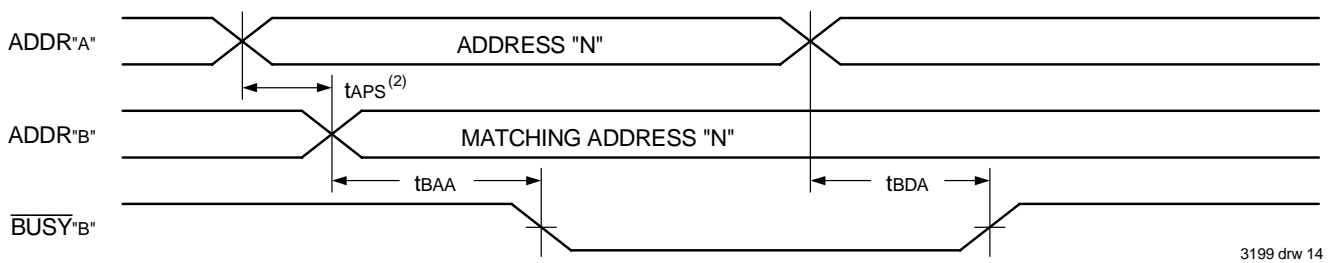 ADDR"A"
ADDRESS "N"
tAPS(2)
ADDR"B"
MATCHING ADDRESS "N"
tBAA
tBDA
BUSY"B"
3199 drw 14